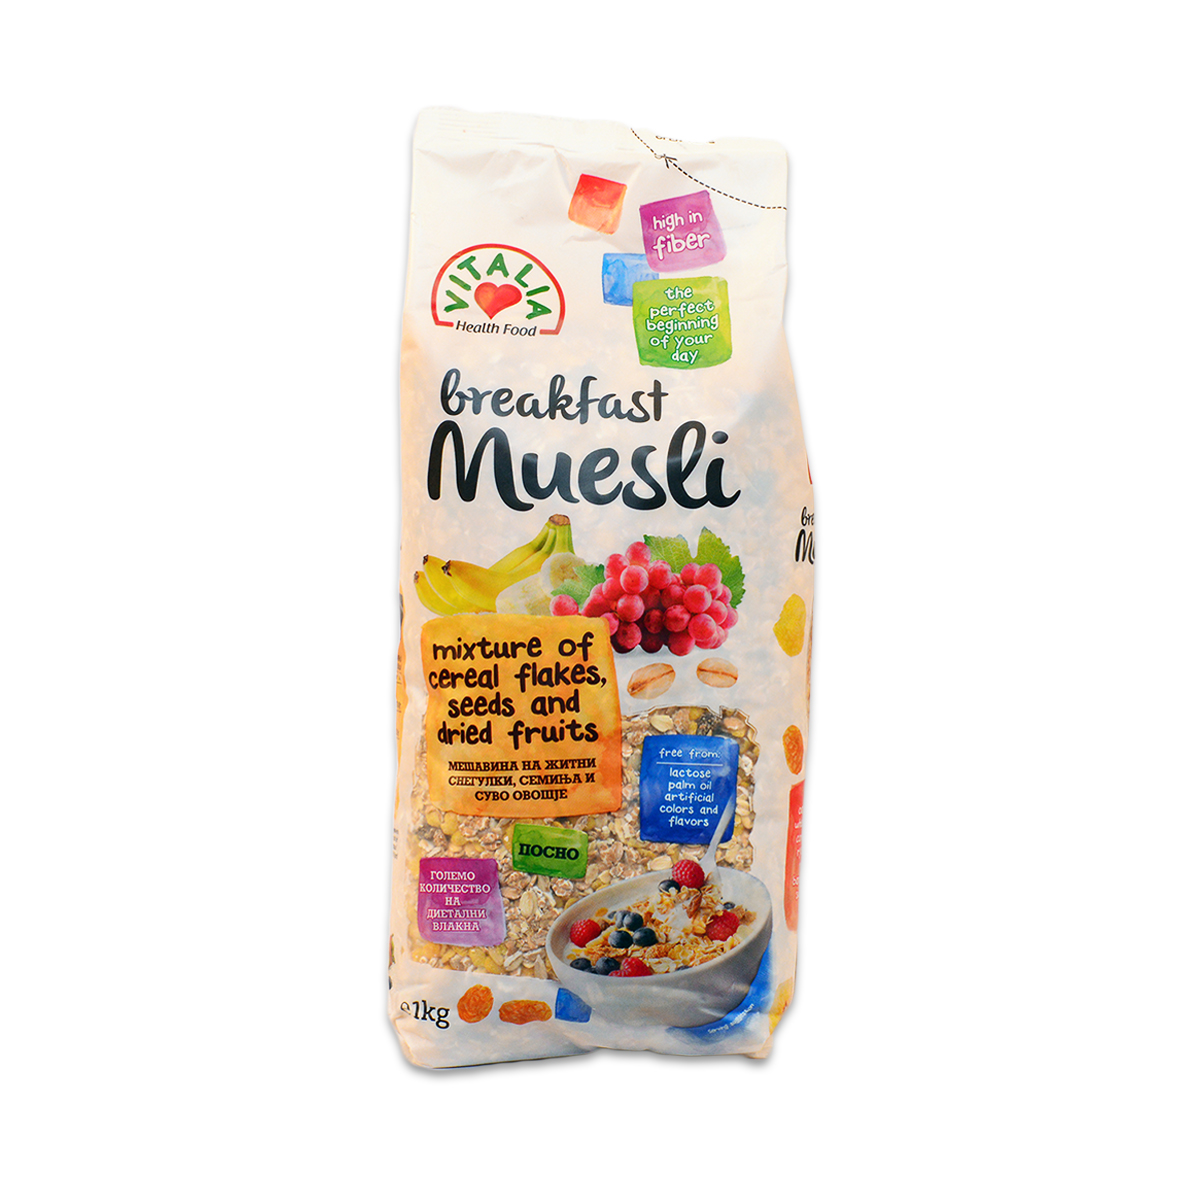 high in
fiber
VITALIA
Health Food
the
perfect
beginning
of your
day
breakfast
Muesli
mixture of
cereal flakes,
seeds and
dried fruits
МЕШАВИНА НА ЖИТНИ
СНЕГУЛКИ, СЕМИЊА И
СУВО ОВОШЈЕ
free from:
lactose
palm oil
artificial
colors and
flavors
ПОСНО
ГОЛЕМО
КОЛИЧЕСТВО
НА
ДИЕТАЛНИ
ВЛАКНА
℮1kg